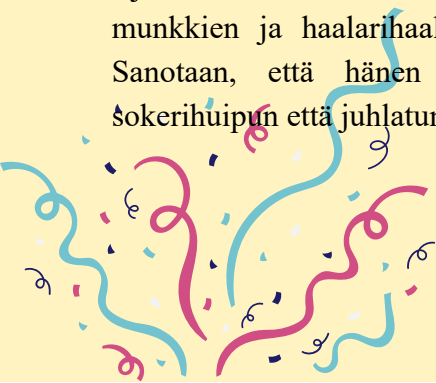 munkkien ja haalarihaal
Sanotaan, että hänen
sokerihuipun että juhlatun